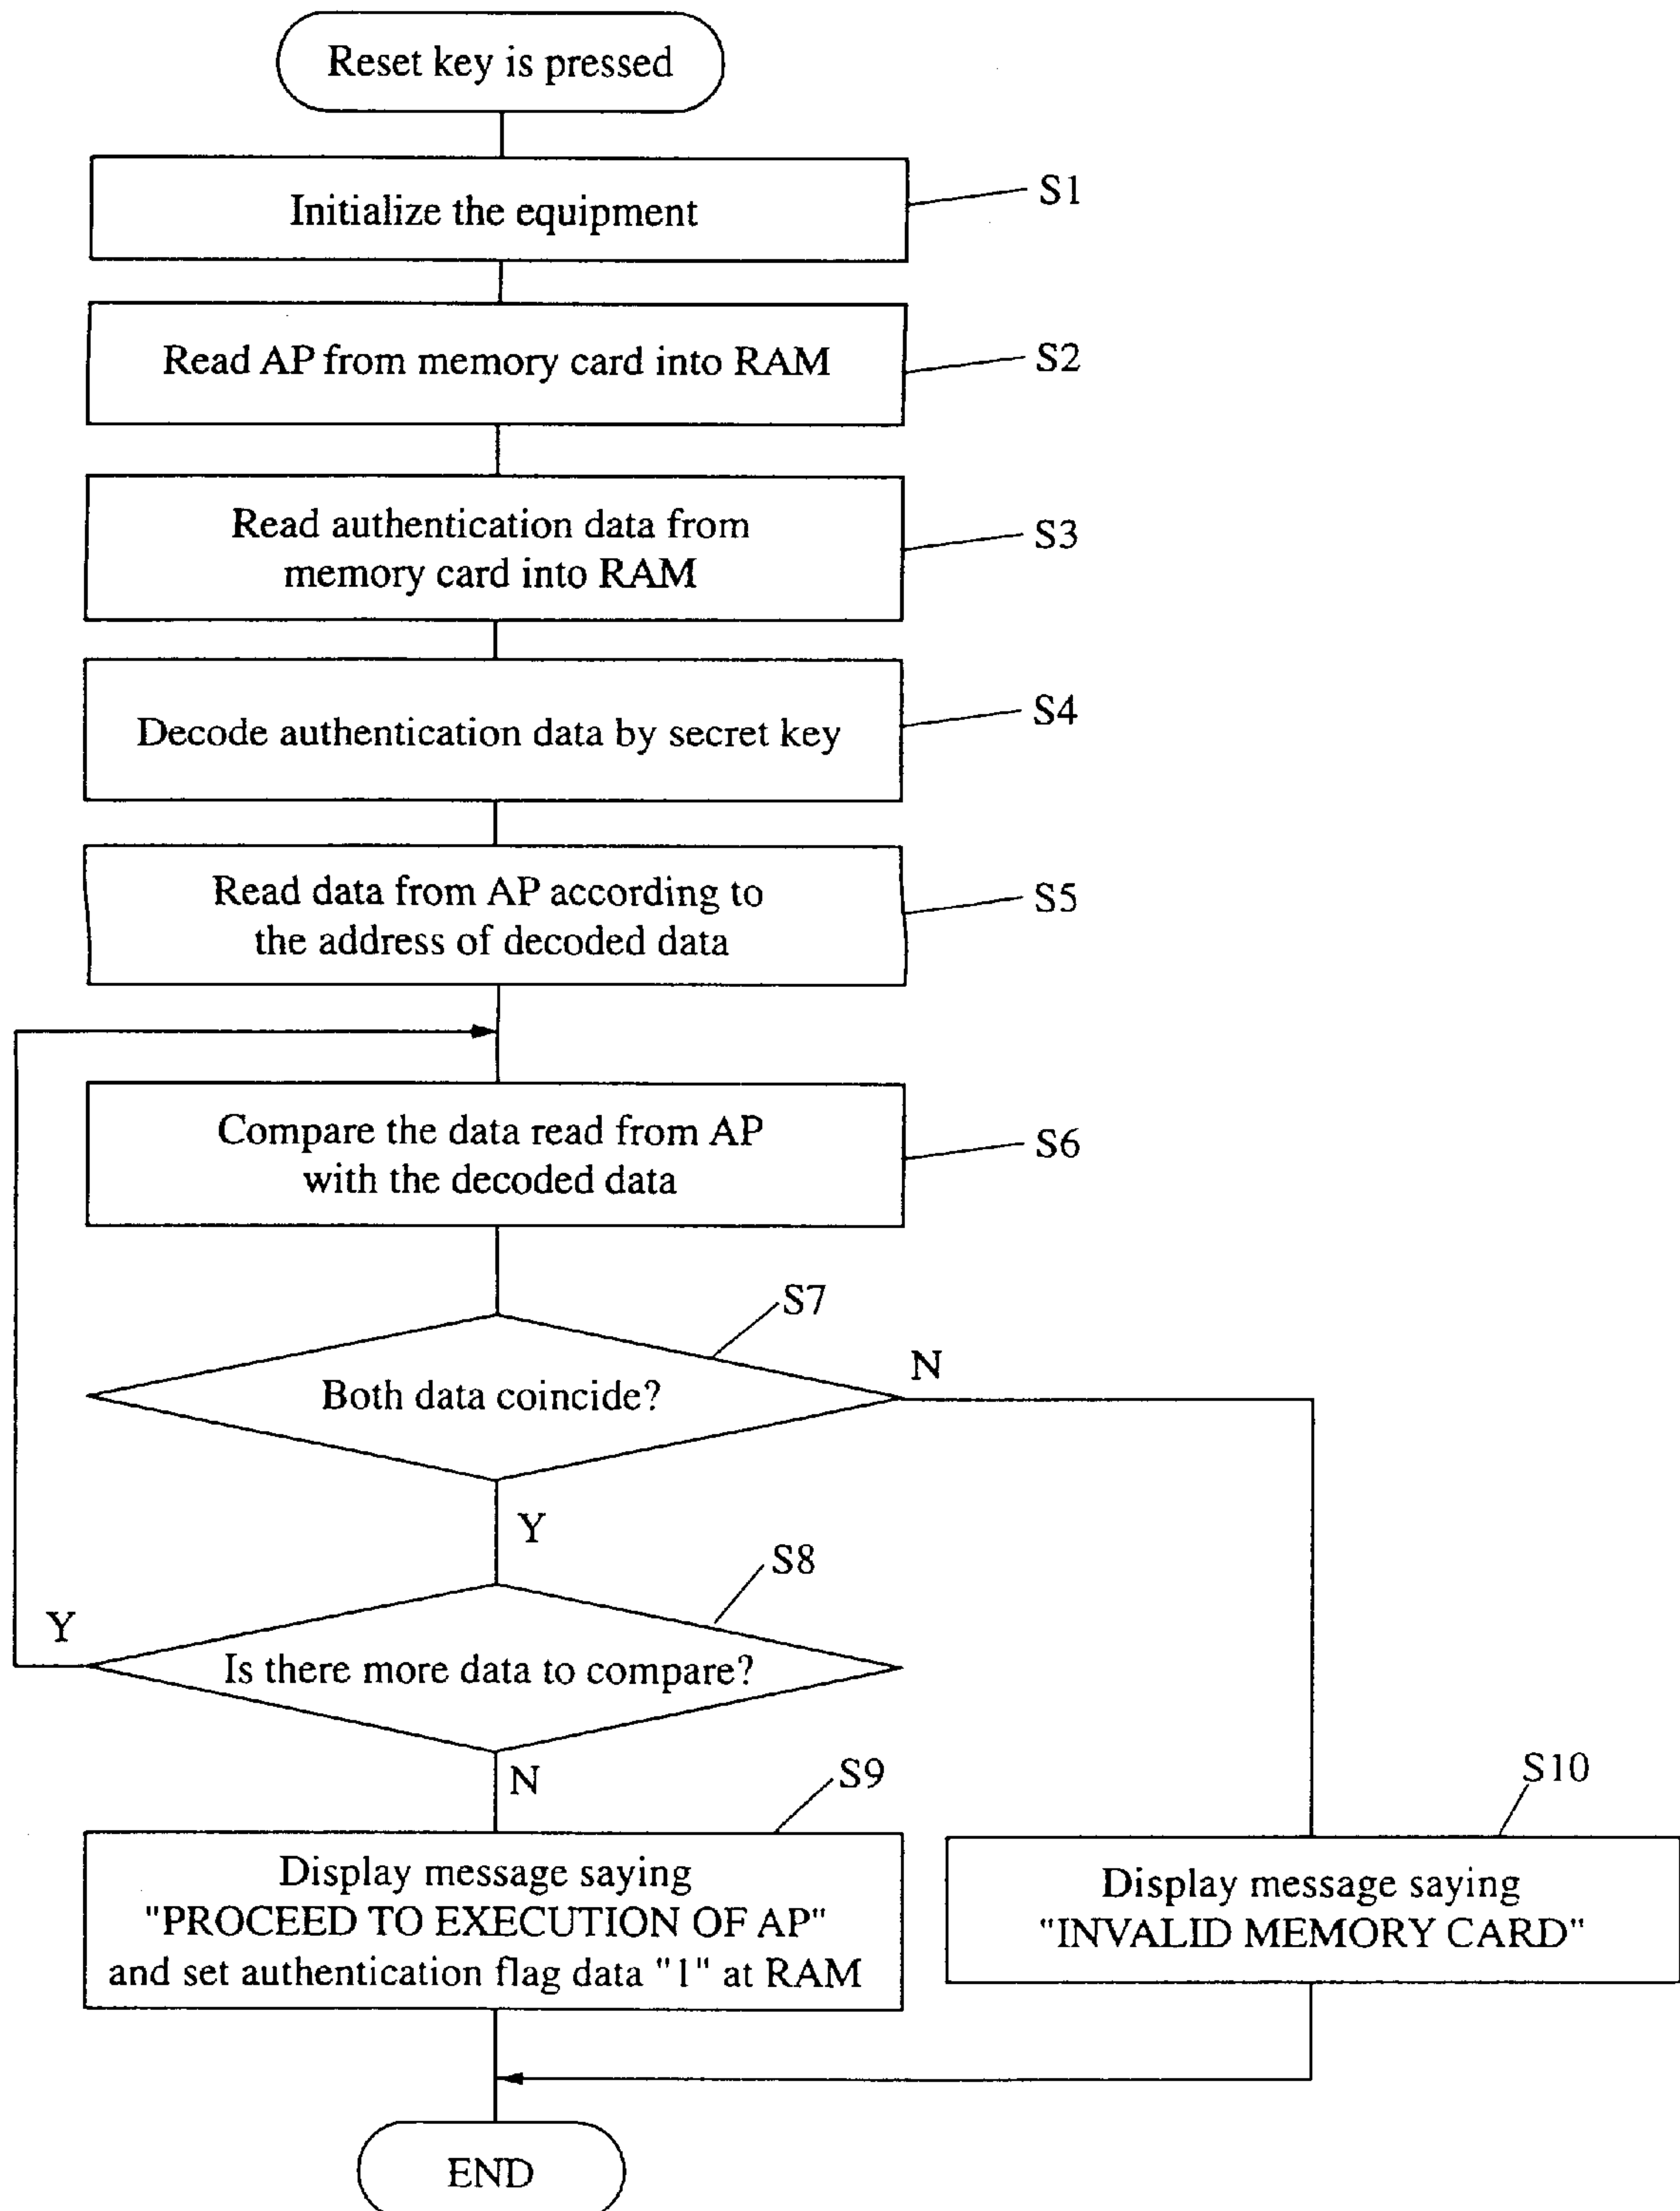 Reset key is pressed
Initialize the equipment
S1
Read AP from memory card into RAM
S2
Read authentication data from
memory card into RAM
S3
Decode authentication data by secret key
S4
Read data from AP according to
the address of decoded data
S5
Compare the data read from AP
with the decoded data
S6
S7
Both data coincide?
N
Y
S8
Is there more data to compare?
Y
N
S9
Display message saying
"PROCEED TO EXECUTION OF AP"
and set authentication flag data "1" at RAM
S10
Display message saying
"INVALID MEMORY CARD"
END